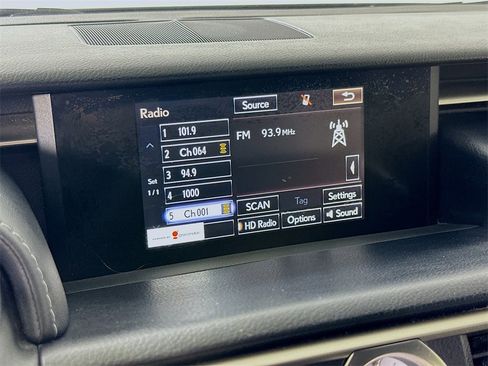 Radio
Source
1 101.9
2 Ch 064
3 94.9
4 1000
5 Ch 001
Set
1/1
FM 93.9 MHz
SCAN
Tag
Settings
HD Radio
Options
Sound